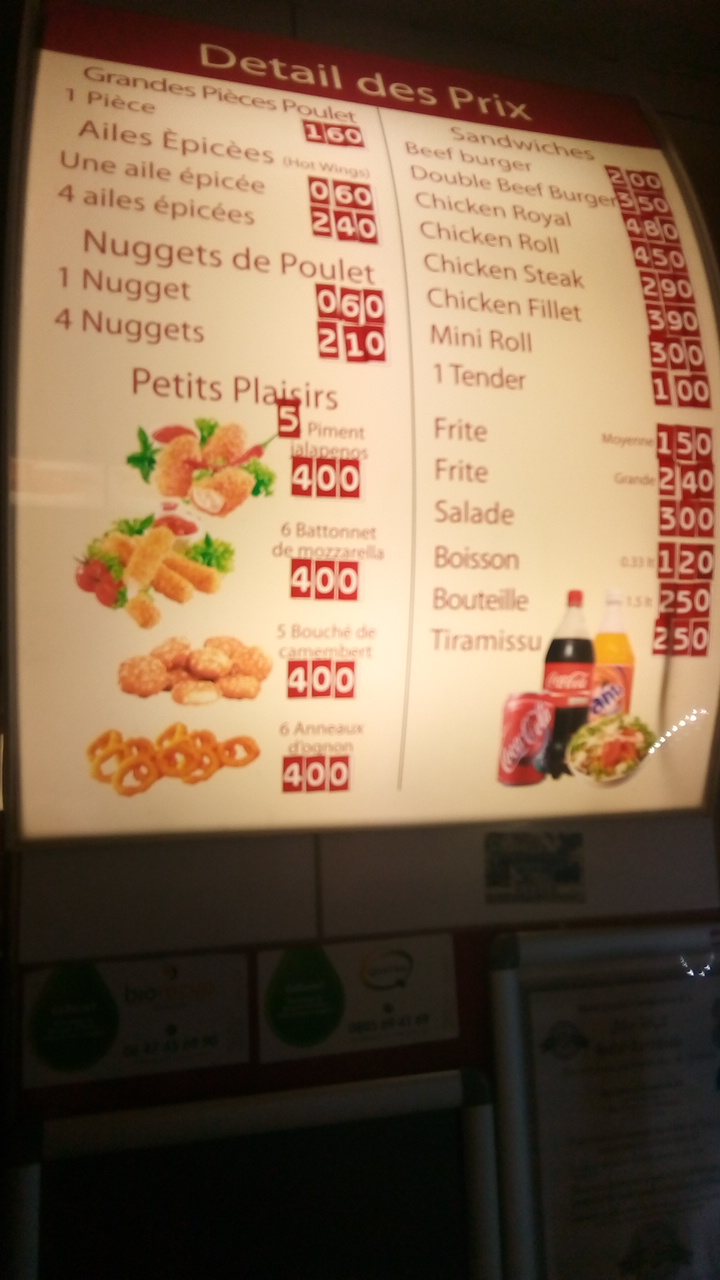 Detail des Prix
Grandes Pièces Poulet
1 Pièce 160
Ailes Èpicèes (Hot Wings)
Une aile épicée 060
4 ailes épicées 240
Nuggets de Poulet
1 Nugget 060
4 Nuggets 210
Petits Plaisirs
5 Piment
jalapenos
400
6 Battonnet
de mozzarella
400
5 Bouché de
camembert
400
6 Anneaux
d'ognon
400
Sandwiches
Beef burger 200
Double Beef Burger 350
Chicken Royal 480
Chicken Roll 450
Chicken Steak 290
Chicken Fillet 390
Mini Roll 300
1 Tender 100
Frite Moyenne 150
Frite Grande 240
Salade 300
Boisson 0.33 lt 120
Bouteille 1.5 lt 250
Tiramissu 250
Coca-Cola